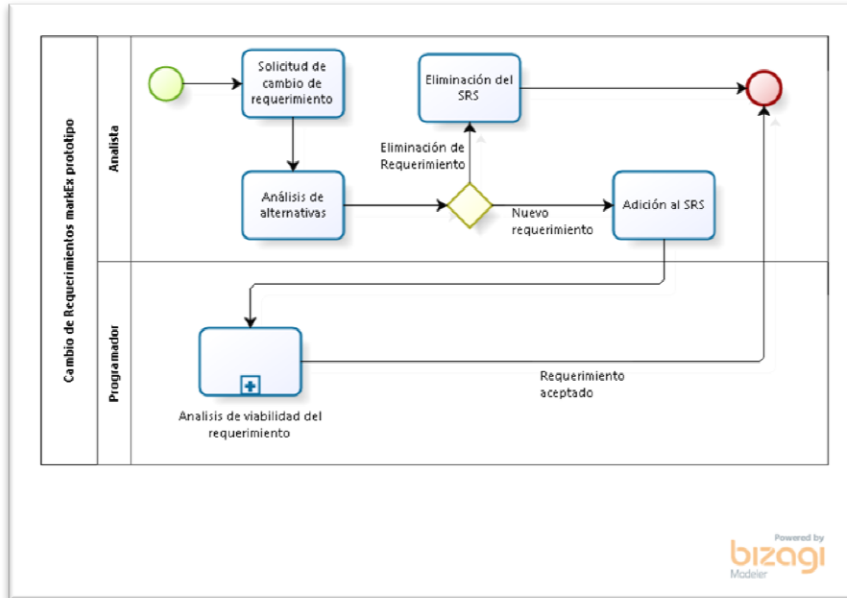 Cambio de Requerimientos markEx prototipo
Analista
Solicitud de
cambio de
requerimiento
Eliminación del
SRS
Eliminación de
Requerimiento
Análisis de
alternativas
Nuevo
requerimiento
Adición al SRS
Programador
Analisis de viabilidad del
requerimiento
Requerimiento
aceptado
Powered by
bizagi
Modeler